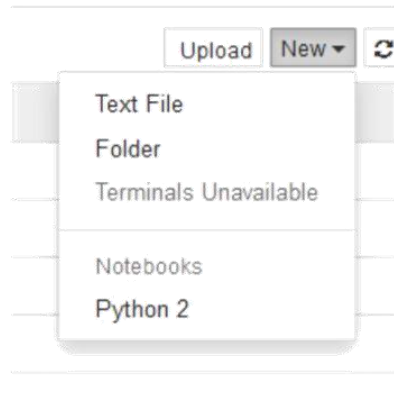 Upload New
Text File
Folder
Terminals Unavailable
Notebooks
Python 2